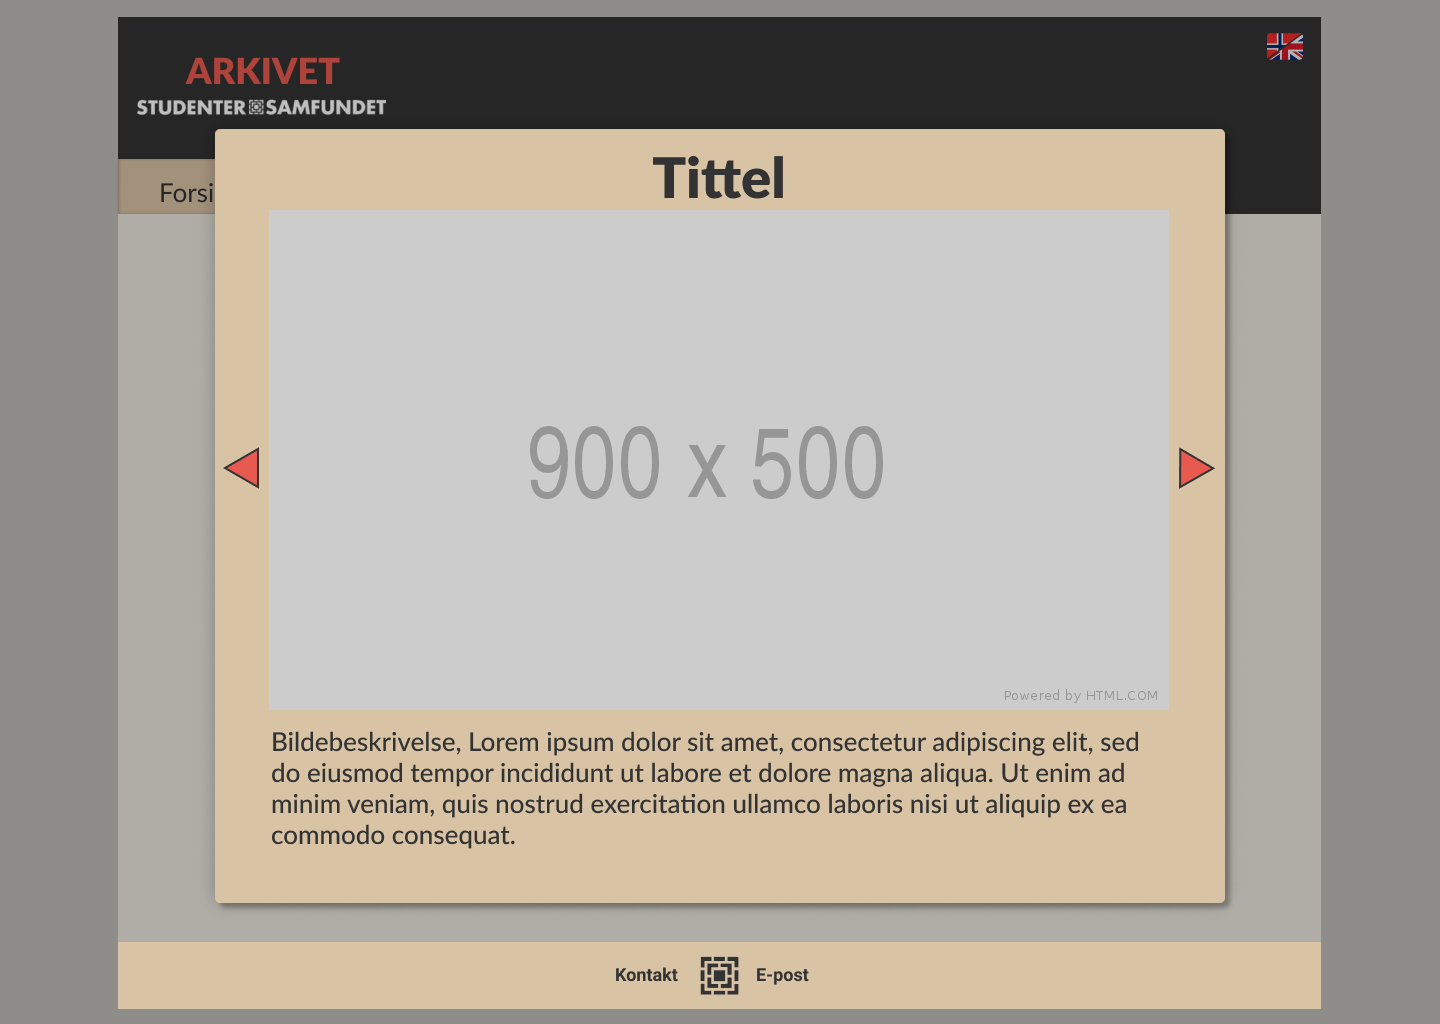 ARKIVET
STUDENTER SAMFUNDET
Forsi
Tittel
900 x 500
Powered by HTML.COM
Bildebeskrivelse, Lorem ipsum dolor sit amet, consectetur adipiscing elit, sed
do eiusmod tempor incididunt ut labore et dolore magna aliqua. Ut enim ad
minim veniam, quis nostrud exercitation ullamco laboris nisi ut aliquip ex ea
commodo consequat.
Kontakt E-post